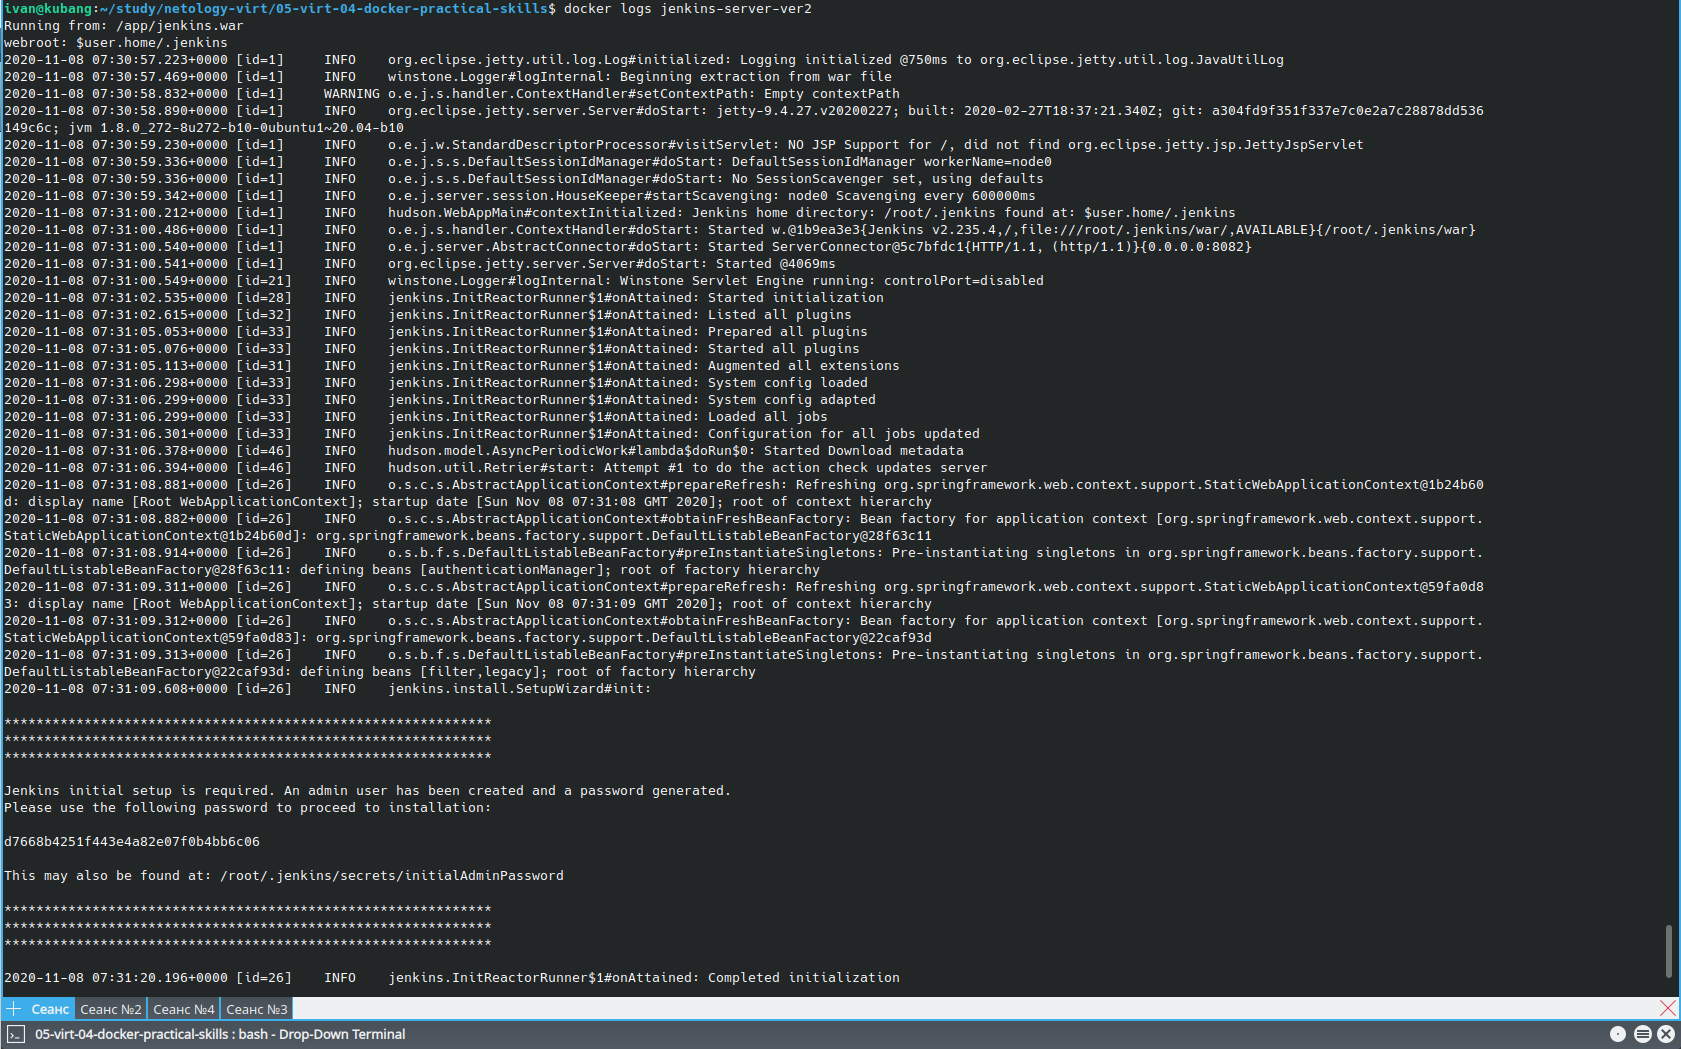 ivan@kubang:~/study/netology-virt/05-virt-04-docker-practical-skills$ docker logs jenkins-server-ver2
Running from: /app/jenkins.war
webroot: $user.home/.jenkins
2020-11-08 07:30:57.223+0000 [id=1]     INFO    org.eclipse.jetty.util.log.Log#initialized: Logging initialized @750ms to org.eclipse.jetty.util.log.JavaUtilLog
2020-11-08 07:30:57.469+0000 [id=1]     INFO    winstone.Logger#logInternal: Beginning extraction from war file
2020-11-08 07:30:58.832+0000 [id=1]     WARNING o.e.j.s.handler.ContextHandler#setContextPath: Empty contextPath
2020-11-08 07:30:58.890+0000 [id=1]     INFO    org.eclipse.jetty.server.Server#doStart: jetty-9.4.27.v20200227; built: 2020-02-27T18:37:21.340Z; git: a304fd9f351f337e7c0e2a7c28878dd536
149c6c; jvm 1.8.0_272-8u272-b10-0ubuntu1~20.04-b10
2020-11-08 07:30:59.230+0000 [id=1]     INFO    o.e.j.w.StandardDescriptorProcessor#visitServlet: NO JSP Support for /, did not find org.eclipse.jetty.jsp.JettyJspServlet
2020-11-08 07:30:59.336+0000 [id=1]     INFO    o.e.j.s.s.DefaultSessionIdManager#doStart: DefaultSessionIdManager workerName=node0
2020-11-08 07:30:59.336+0000 [id=1]     INFO    o.e.j.s.s.DefaultSessionIdManager#doStart: No SessionScavenger set, using defaults
2020-11-08 07:30:59.342+0000 [id=1]     INFO    o.e.j.server.session.HouseKeeper#startScavenging: node0 Scavenging every 600000ms
2020-11-08 07:31:00.212+0000 [id=1]     INFO    hudson.WebAppMain#contextInitialized: Jenkins home directory: /root/.jenkins found at: $user.home/.jenkins
2020-11-08 07:31:00.486+0000 [id=1]     INFO    o.e.j.s.handler.ContextHandler#doStart: Started w.@1b9ea3e3{Jenkins v2.235.4,/,file:///root/.jenkins/war/,AVAILABLE}{/root/.jenkins/war}
2020-11-08 07:31:00.540+0000 [id=1]     INFO    o.e.j.server.AbstractConnector#doStart: Started ServerConnector@5c7bfdc1{HTTP/1.1, (http/1.1)}{0.0.0.0:8082}
2020-11-08 07:31:00.541+0000 [id=1]     INFO    org.eclipse.jetty.server.Server#doStart: Started @4069ms
2020-11-08 07:31:00.549+0000 [id=21]    INFO    winstone.Logger#logInternal: Winstone Servlet Engine running: controlPort=disabled
2020-11-08 07:31:02.535+0000 [id=28]    INFO    jenkins.InitReactorRunner$1#onAttained: Started initialization
2020-11-08 07:31:02.615+0000 [id=32]    INFO    jenkins.InitReactorRunner$1#onAttained: Listed all plugins
2020-11-08 07:31:05.053+0000 [id=33]    INFO    jenkins.InitReactorRunner$1#onAttained: Prepared all plugins
2020-11-08 07:31:05.076+0000 [id=33]    INFO    jenkins.InitReactorRunner$1#onAttained: Started all plugins
2020-11-08 07:31:05.113+0000 [id=31]    INFO    jenkins.InitReactorRunner$1#onAttained: Augmented all extensions
2020-11-08 07:31:06.298+0000 [id=33]    INFO    jenkins.InitReactorRunner$1#onAttained: System config loaded
2020-11-08 07:31:06.299+0000 [id=33]    INFO    jenkins.InitReactorRunner$1#onAttained: System config adapted
2020-11-08 07:31:06.299+0000 [id=33]    INFO    jenkins.InitReactorRunner$1#onAttained: Loaded all jobs
2020-11-08 07:31:06.301+0000 [id=33]    INFO    jenkins.InitReactorRunner$1#onAttained: Configuration for all jobs updated
2020-11-08 07:31:06.378+0000 [id=46]    INFO    hudson.model.AsyncPeriodicWork#lambda$doRun$0: Started Download metadata
2020-11-08 07:31:06.394+0000 [id=46]    INFO    hudson.util.Retrier#start: Attempt #1 to do the action check updates server
2020-11-08 07:31:08.881+0000 [id=26]    INFO    o.s.c.s.AbstractApplicationContext#prepareRefresh: Refreshing org.springframework.web.context.support.StaticWebApplicationContext@1b24b60
d: display name [Root WebApplicationContext]; startup date [Sun Nov 08 07:31:08 GMT 2020]; root of context hierarchy
2020-11-08 07:31:08.882+0000 [id=26]    INFO    o.s.c.s.AbstractApplicationContext#obtainFreshBeanFactory: Bean factory for application context [org.springframework.web.context.support.
StaticWebApplicationContext@1b24b60d]: org.springframework.beans.factory.support.DefaultListableBeanFactory@28f63c11
2020-11-08 07:31:08.914+0000 [id=26]    INFO    o.s.b.f.s.DefaultListableBeanFactory#preInstantiateSingletons: Pre-instantiating singletons in org.springframework.beans.factory.support.
DefaultListableBeanFactory@28f63c11: defining beans [authenticationManager]; root of factory hierarchy
2020-11-08 07:31:09.311+0000 [id=26]    INFO    o.s.c.s.AbstractApplicationContext#prepareRefresh: Refreshing org.springframework.web.context.support.StaticWebApplicationContext@59fa0d8
3: display name [Root WebApplicationContext]; startup date [Sun Nov 08 07:31:09 GMT 2020]; root of context hierarchy
2020-11-08 07:31:09.312+0000 [id=26]    INFO    o.s.c.s.AbstractApplicationContext#obtainFreshBeanFactory: Bean factory for application context [org.springframework.web.context.support.
StaticWebApplicationContext@59fa0d83]: org.springframework.beans.factory.support.DefaultListableBeanFactory@22caf93d
2020-11-08 07:31:09.313+0000 [id=26]    INFO    o.s.b.f.s.DefaultListableBeanFactory#preInstantiateSingletons: Pre-instantiating singletons in org.springframework.beans.factory.support.
DefaultListableBeanFactory@22caf93d: defining beans [filter,legacy]; root of factory hierarchy
2020-11-08 07:31:09.608+0000 [id=26]    INFO    jenkins.install.SetupWizard#init:
*************************************************************
*************************************************************
*************************************************************
Jenkins initial setup is required. An admin user has been created and a password generated.
Please use the following password to proceed to installation:
d7668b4251f443e4a82e07f0b4bb6c06
This may also be found at: /root/.jenkins/secrets/initialAdminPassword
*************************************************************
*************************************************************
*************************************************************
2020-11-08 07:31:20.196+0000 [id=26]    INFO    jenkins.InitReactorRunner$1#onAttained: Completed initialization
Сеанс Сеанс №2 Сеанс №4 Сеанс №3
05-virt-04-docker-practical-skills : bash - Drop-Down Terminal